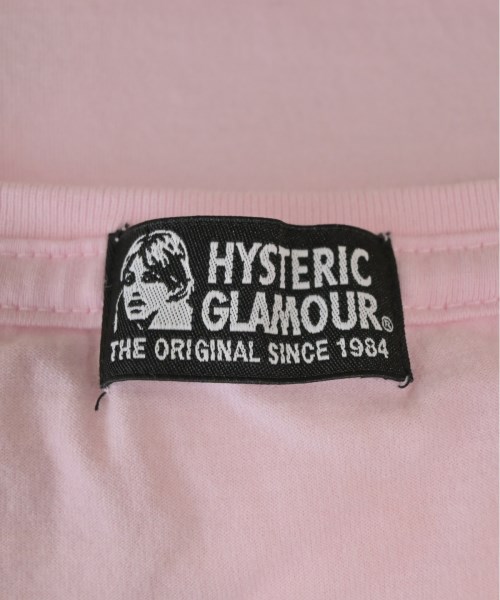 HYSTERIC
GLAMOUR®
THE ORIGINAL SINCE 1984